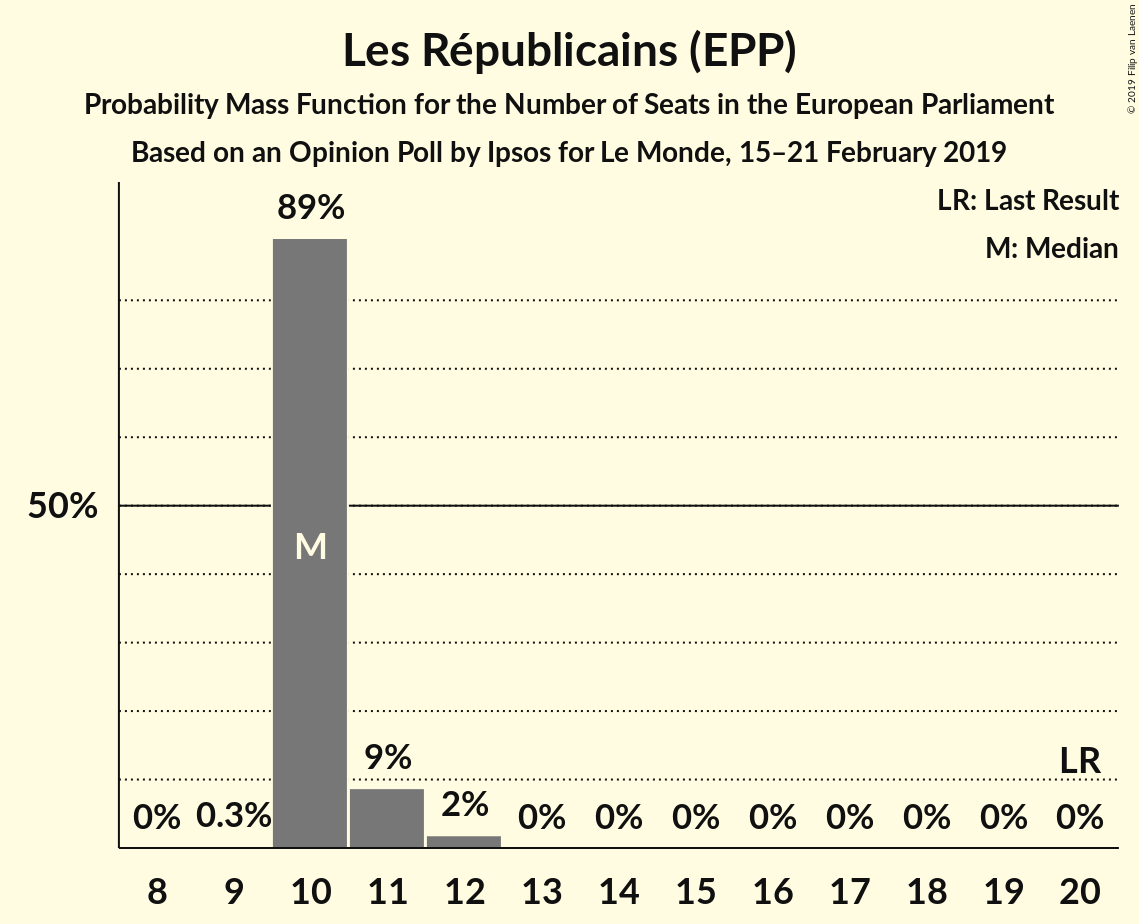 Les Républicains (EPP)
Probability Mass Function for the Number of Seats in the European Parliament
Based on an Opinion Poll by Ipsos for Le Monde, 15–21 February 2019
© 2019 Filip van Laenen
LR: Last Result
M: Median
89%
50%
M
9%
LR
0% 0.3% 2% 0% 0% 0% 0% 0% 0% 0% 0%
8 9 10 11 12 13 14 15 16 17 18 19 20